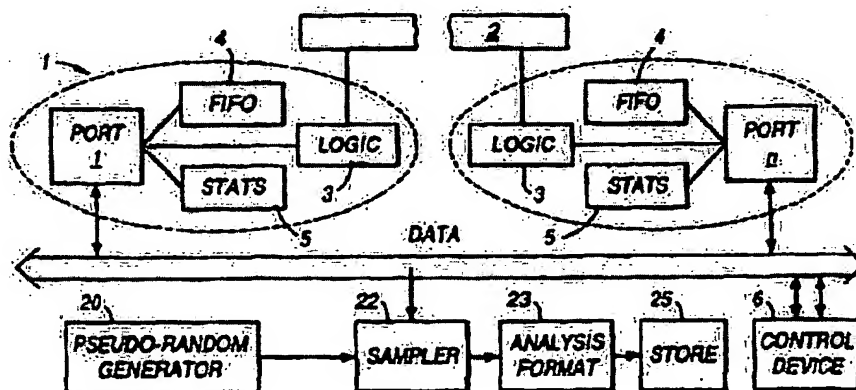 4
2
4
1
FIFO
FIFO
PORT
1
LOGIC
LOGIC
PORT
n
STATS
3
3
STATS
5
DATA
5
20
22
23
25
6
PSEUDO-RANDOM
GENERATOR
SAMPLER
ANALYSIS
FORMAT
STORE
CONTROL
DEVICE